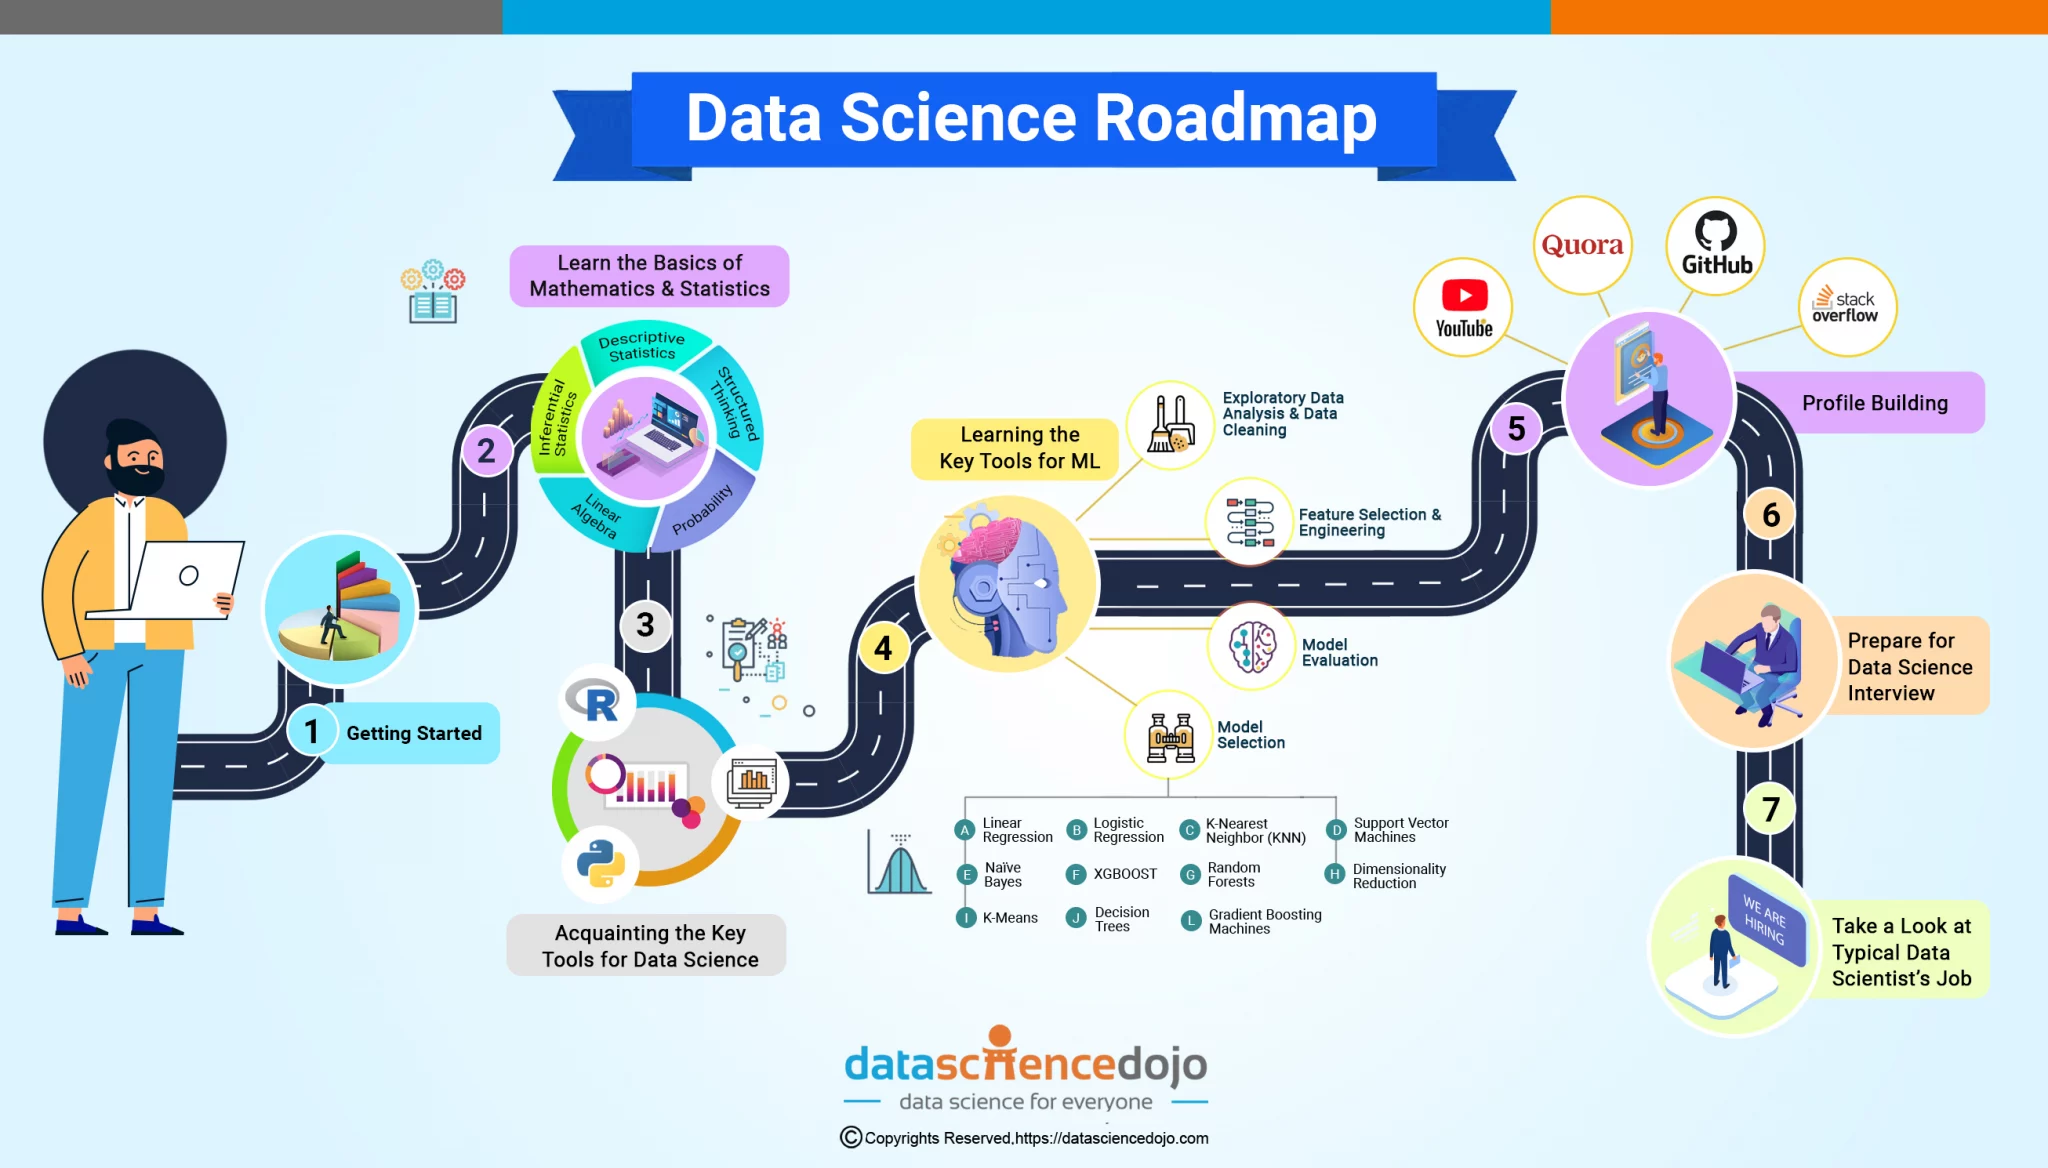 Data Science Roadmap
1
Getting Started
2
Learn the Basics of
Mathematics & Statistics
Descriptive
Statistics
Structured
Thinking
Probability
Linear
Algebra
Inferential
Statistics
3
R
Acquainting the Key
Tools for Data Science
4
Learning the
Key Tools for ML
Exploratory Data
Analysis & Data
Cleaning
Feature Selection &
Engineering
Model
Evaluation
Model
Selection
A Linear
Regression
B Logistic
Regression
C K-Nearest
Neighbor (KNN)
D Support Vector
Machines
E Naïve
Bayes
F XGBOOST
G Random
Forests
H Dimensionality
Reduction
I K-Means
J Decision
Trees
L Gradient Boosting
Machines
5
YouTube
Quora
GitHub
stack
overflow
Profile Building
6
Prepare for
Data Science
Interview
7
WE ARE
HIRING
Take a Look at
Typical Data
Scientist's Job
datasciencedojo
data science for everyone
©Copyrights Reserved,https://datasciencedojo.com